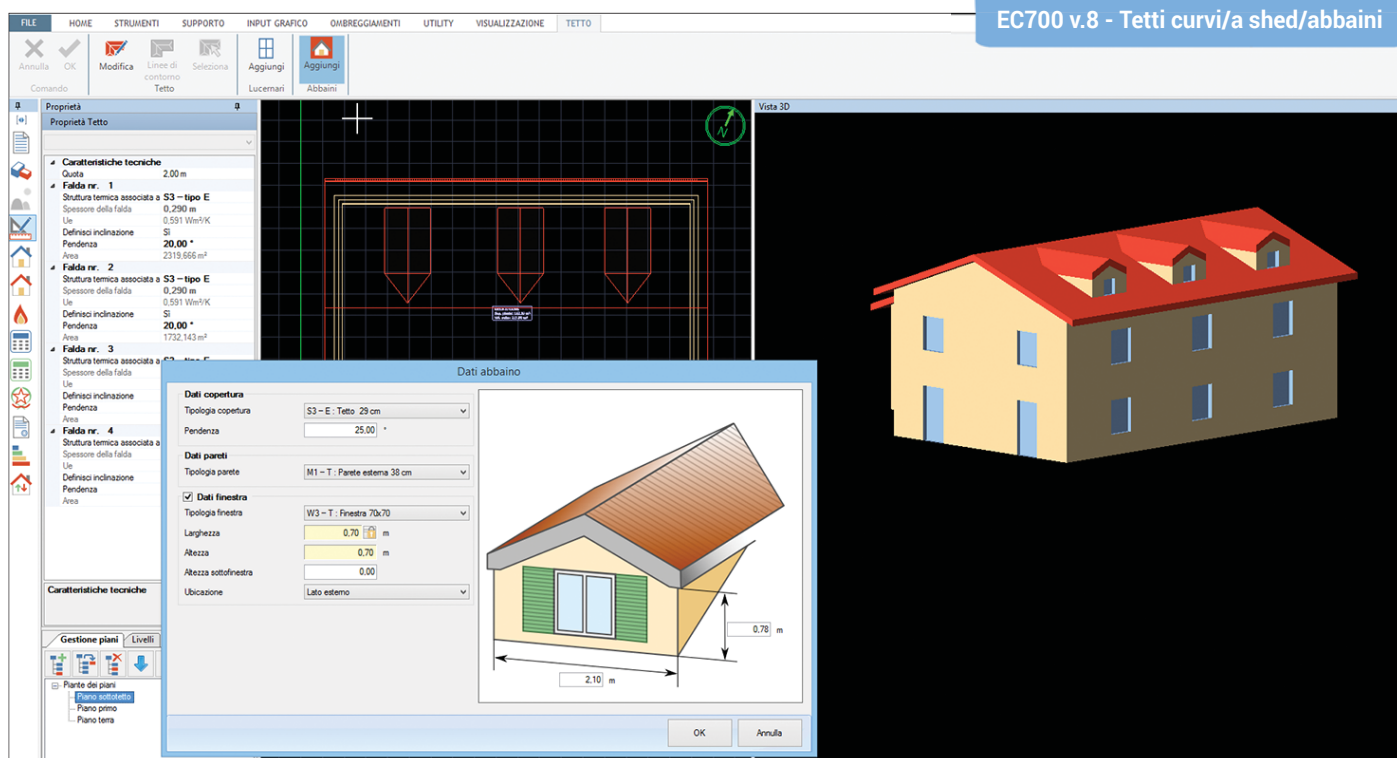 EC700 v.8 - Tetti curvi/a shed/abbaini
FILE HOME STRUMENTI SUPPORTO INPUT GRAFICO OMBREGGIAMENTI UTILITY VISUALIZZAZIONE TETTO
Annulla OK Modifica Linee di contorno Seleziona Aggiungi Aggiungi
Comando Tetto Lucernari Abbaini
Proprietà
Proprietà Tetto
Caratteristiche tecniche
Quota 2.00 m
Falda nr. 1
Struttura temica associata a S3 – tipo E
Spessore della falda 0,290 m
Ue 0,591 Wm²/K
Definisci inclinazione Sì
Pendenza 20,00 °
Area 2319,666 m²
Falda nr. 2
Struttura temica associata a S3 – tipo E
Spessore della falda 0,290 m
Ue 0,591 Wm²/K
Definisci inclinazione Sì
Pendenza 20,00 °
Area 1732,143 m²
Falda nr. 3
Struttura temica associata a S3 – tipo E
Spessore della falda
Ue
Definisci inclinazione
Pendenza
Area
Falda nr. 4
Struttura temica associata a
Spessore della falda
Ue
Definisci inclinazione
Pendenza
Area
Caratteristiche tecniche
Gestione piani Livelli
Piante dei piani
Piano sottotetto
Piano primo
Piano terra
N
Vista 3D
Dati abbaino
Dati copertura
Tipologia copertura S3 – E : Tetto 29 cm
Pendenza 25,00 °
Dati pareti
Tipologia parete M1 – T : Parete esterna 38 cm
Dati finestra
Tipologia finestra W3 – T : Finestra 70x70
Larghezza 0,70 m
Altezza 0,70 m
Altezza sottofinestra 0.00
Ubicazione Lato esterno
0,78 m
2,10 m
OK Annulla